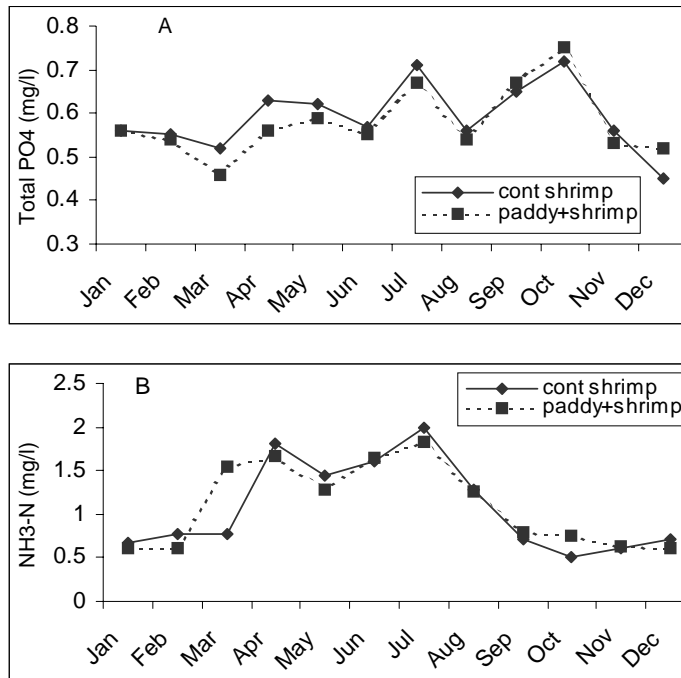 A
Total PO4 (mg/l)
0.8
0.7
0.6
0.5
0.4
0.3
cont shrimp
paddy+shrimp
Jan
Feb
Mar
Apr
May
Jun
Jul
Aug
Sep
Oct
Nov
Dec
B
NH3-N (mg/l)
2.5
2
1.5
1
0.5
0
cont shrimp
paddy+shrimp
Jan
Feb
Mar
Apr
May
Jun
Jul
Aug
Sep
Oct
Nov
Dec